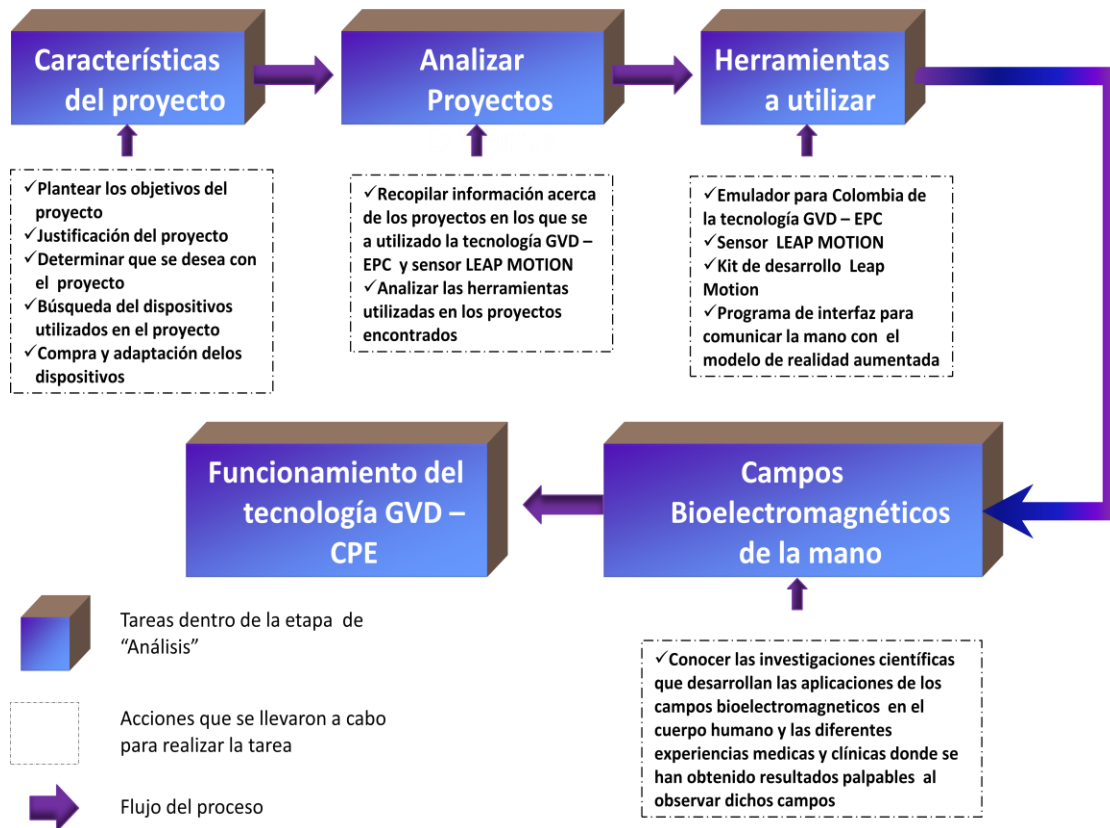 Características
del proyecto
Analizar
Proyectos
Herramientas
a utilizar
✓Plantear los objetivos del
proyecto
✓Justificación del proyecto
✓Determinar que se desea con
el proyecto
✓Búsqueda del dispositivos
utilizados en el proyecto
✓Compra y adaptación delos
dispositivos
✓Recopilar información acerca
de los proyectos en los que se
a utilizado la tecnología GVD –
EPC y sensor LEAP MOTION
✓Analizar las herramientas
utilizadas en los proyectos
encontrados
✓Emulador para Colombia de
la tecnología GVD – EPC
✓Sensor LEAP MOTION
✓Kit de desarrollo Leap
Motion
✓Programa de interfaz para
comunicar la mano con el
modelo de realidad aumentada
Funcionamiento del
tecnología GVD –
CPE
Campos
Bioelectromagnéticos
de la mano
✓Conocer las investigaciones científicas
que desarrollan las aplicaciones de los
campos bioelectromagneticos en el
cuerpo humano y las diferentes
experiencias medicas y clínicas donde se
han obtenido resultados palpables al
observar dichos campos
Tareas dentro de la etapa de
“Análisis”
Acciones que se llevaron a cabo
para realizar la tarea
Flujo del proceso